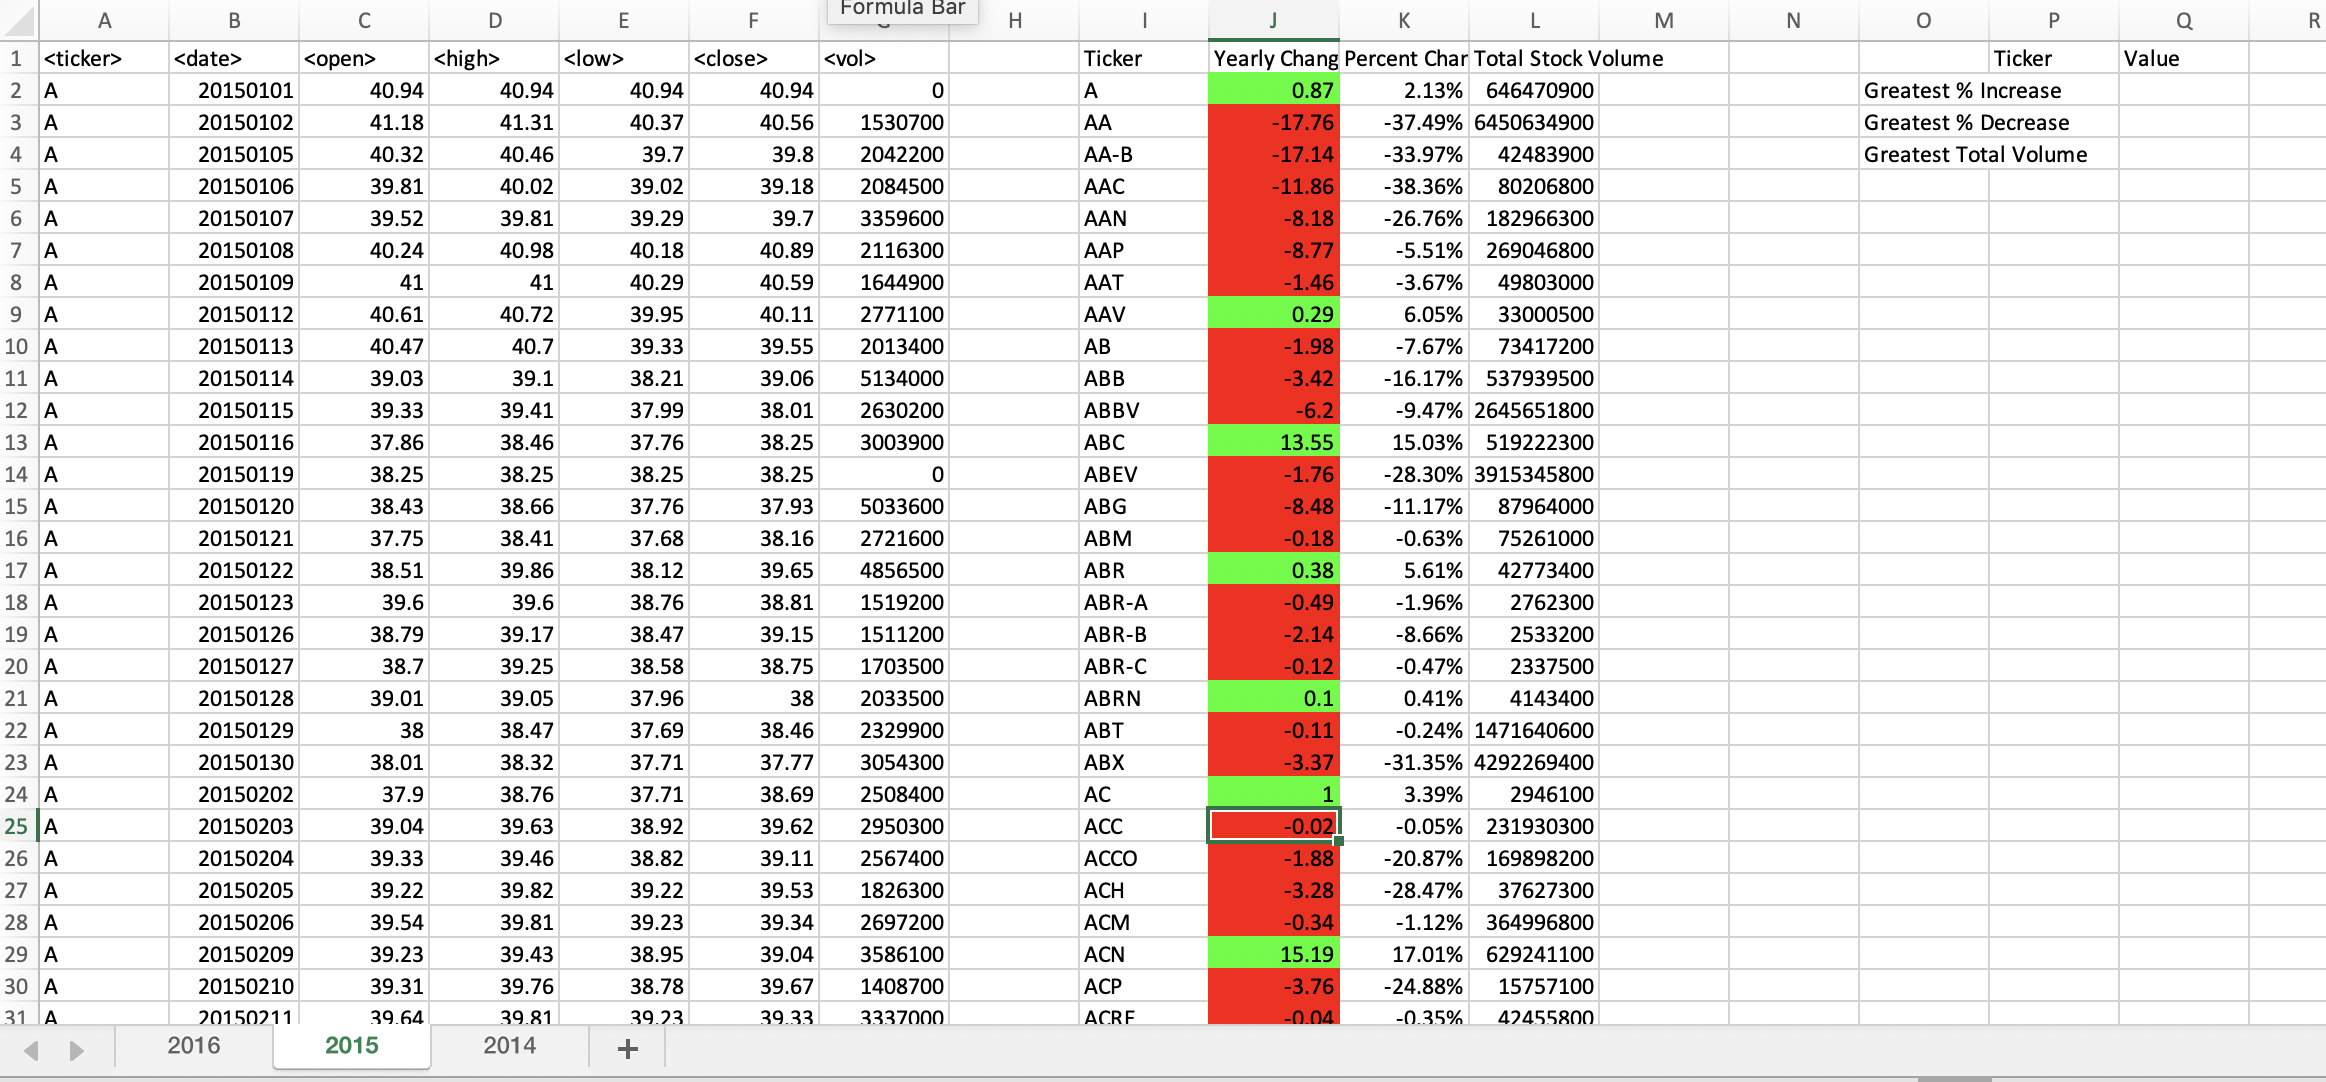 Formula Bar
A B C D E F G H I J K L M N O P Q R
1 <ticker> <date> <open> <high> <low> <close> <vol> Ticker Yearly Chang Percent Char Total Stock Volume Ticker Value
2 A 20150101 40.94 40.94 40.94 40.94 0 A 0.87 2.13% 646470900 Greatest % Increase
3 A 20150102 41.18 41.31 40.37 40.56 1530700 AA -17.76 -37.49% 6450634900 Greatest % Decrease
4 A 20150105 40.32 40.46 39.7 39.8 2042200 AA-B -17.14 -33.97% 42483900 Greatest Total Volume
5 A 20150106 39.81 40.02 39.02 39.18 2084500 AAC -11.86 -38.36% 80206800
6 A 20150107 39.52 39.81 39.29 39.7 3359600 AAN -8.18 -26.76% 182966300
7 A 20150108 40.24 40.98 40.18 40.89 2116300 AAP -8.77 -5.51% 269046800
8 A 20150109 41 41 40.29 40.59 1644900 AAT -1.46 -3.67% 49803000
9 A 20150112 40.61 40.72 39.95 40.11 2771100 AAV 0.29 6.05% 33000500
10 A 20150113 40.47 40.7 39.33 39.55 2013400 AB -1.98 -7.67% 73417200
11 A 20150114 39.03 39.1 38.21 39.06 5134000 ABB -3.42 -16.17% 537939500
12 A 20150115 39.33 39.41 37.99 38.01 2630200 ABBV -6.2 -9.47% 2645651800
13 A 20150116 37.86 38.46 37.76 38.25 3003900 ABC 13.55 15.03% 519222300
14 A 20150119 38.25 38.25 38.25 38.25 0 ABEV -1.76 -28.30% 3915345800
15 A 20150120 38.43 38.66 37.76 37.93 5033600 ABG -8.48 -11.17% 87964000
16 A 20150121 37.75 38.41 37.68 38.16 2721600 ABM -0.18 -0.63% 75261000
17 A 20150122 38.51 39.86 38.12 39.65 4856500 ABR 0.38 5.61% 42773400
18 A 20150123 39.6 39.6 38.76 38.81 1519200 ABR-A -0.49 -1.96% 2762300
19 A 20150126 38.79 39.17 38.47 39.15 1511200 ABR-B -2.14 -8.66% 2533200
20 A 20150127 38.7 39.25 38.58 38.75 1703500 ABR-C -0.12 -0.47% 2337500
21 A 20150128 39.01 39.05 37.96 38 2033500 ABRN 0.1 0.41% 4143400
22 A 20150129 38 38.47 37.69 38.46 2329900 ABT -0.11 -0.24% 1471640600
23 A 20150130 38.01 38.32 37.71 37.77 3054300 ABX -3.37 -31.35% 4292269400
24 A 20150202 37.9 38.76 37.71 38.69 2508400 AC 1 3.39% 2946100
25 A 20150203 39.04 39.63 38.92 39.62 2950300 ACC -0.02 -0.05% 231930300
26 A 20150204 39.33 39.46 38.82 39.11 2567400 ACCO -1.88 -20.87% 169898200
27 A 20150205 39.22 39.82 39.22 39.53 1826300 ACH -3.28 -28.47% 37627300
28 A 20150206 39.54 39.81 39.23 39.34 2697200 ACM -0.34 -1.12% 364996800
29 A 20150209 39.23 39.43 38.95 39.04 3586100 ACN 15.19 17.01% 629241100
30 A 20150210 39.31 39.76 38.78 39.67 1408700 ACP -3.76 -24.88% 15757100
31 A 20150211 39.64 39.81 39.23 39.33 3337000 ACRE -0.04 -0.35% 42455800
2016 2015 2014 +